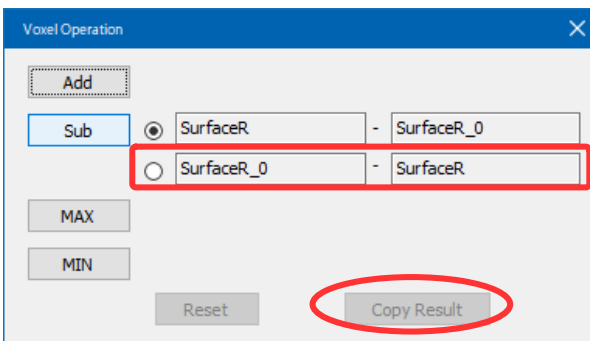 Voxel Operation
Add
Sub SurfaceR - SurfaceR_0
SurfaceR_0 - SurfaceR
MAX
MIN
Reset Copy Result